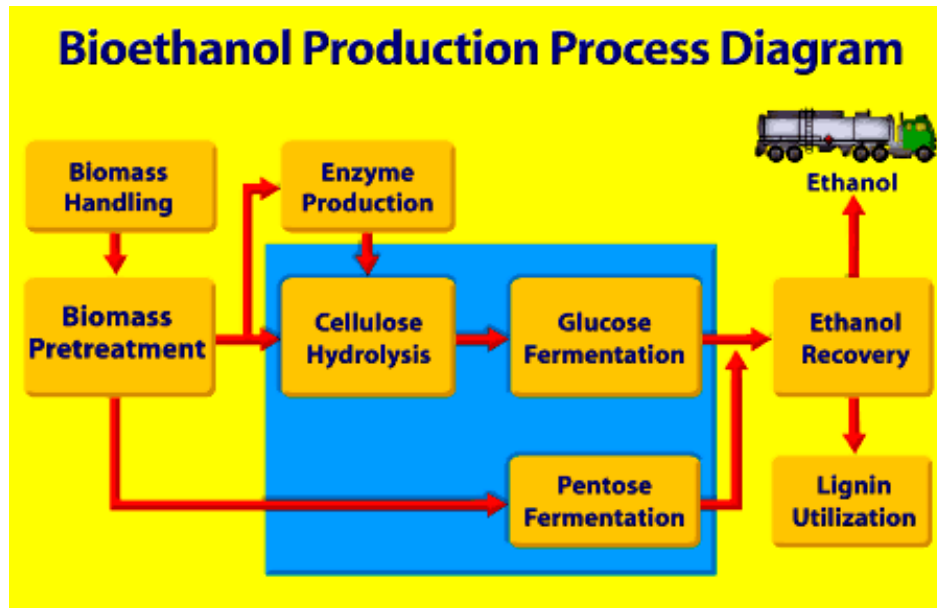 Bioethanol Production Process Diagram
Biomass
Handling
Enzyme
Production
Ethanol
Biomass
Pretreatment
Cellulose
Hydrolysis
Glucose
Fermentation
Ethanol
Recovery
Pentose
Fermentation
Lignin
Utilization